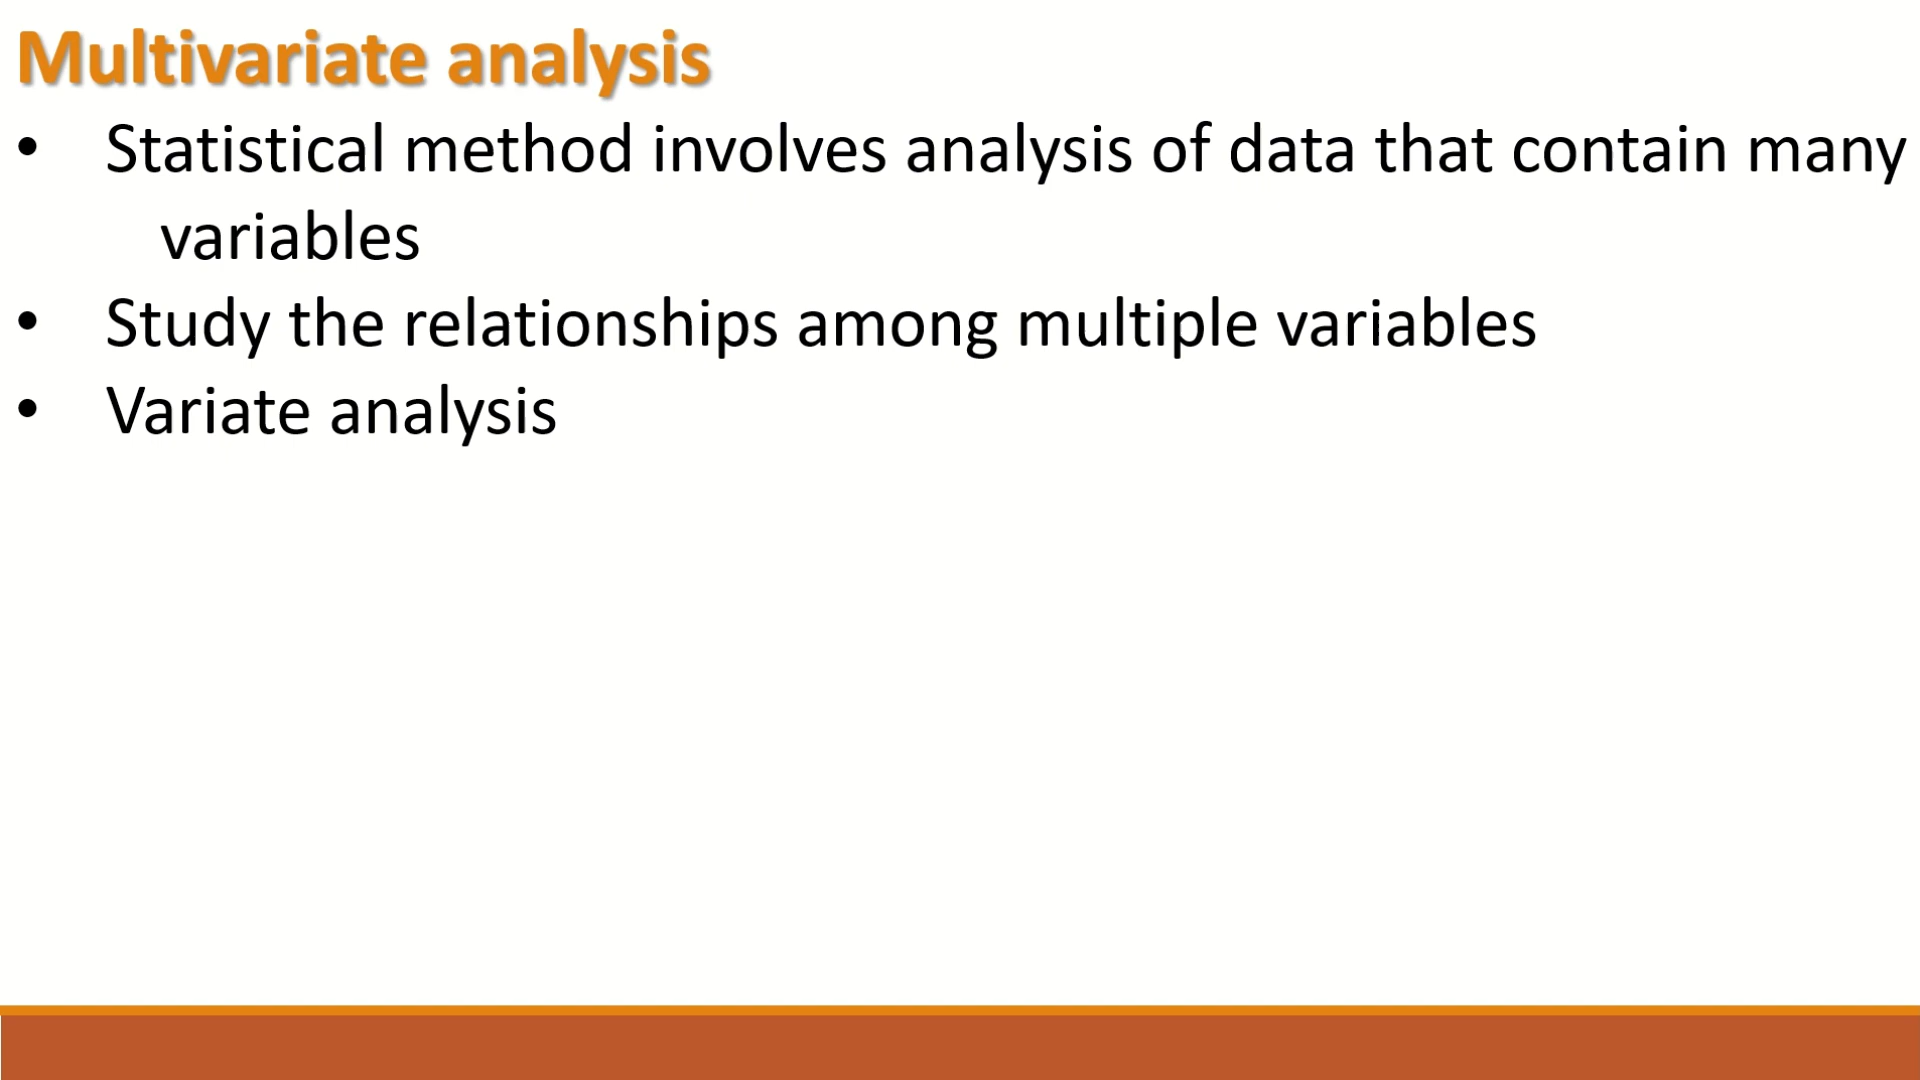 Multivariate analysis
• Statistical method involves analysis of data that contain many
variables
• Study the relationships among multiple variables
• Variate analysis